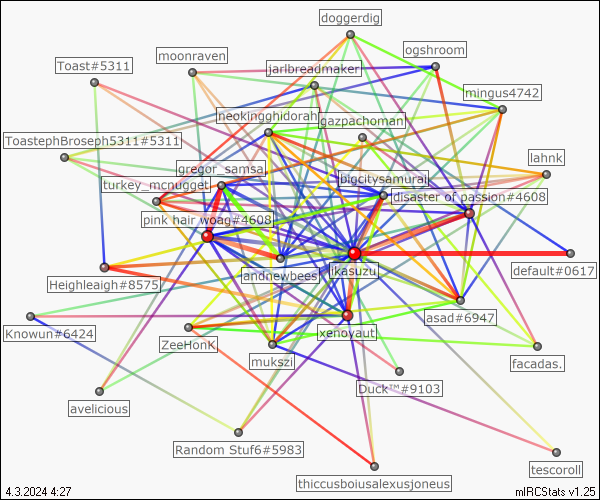 doggerdig
ogshroom
moonraven
Toast#5311
jarlbreadmaker
mingus4742
neokingghidorah
gazpachoman
ToastephBroseph5311#5311
lahnk
gregor_samsa
bigcitysamurai
turkey_mcnugget
disaster of passion#4608
pink hair woag#4608
default#0617
andnewbees
ikasuzu
Heighleigh#8575
asad#6947
Knowun#6424
xenoyaut
ZeeHonK
mukszi
facadas.
Duck™#9103
avelicious
Random Stuf6#5983
tescoroll
thiccusboiusalexusjoneus
4.3.2024 4:27
mIRCStats v1.25